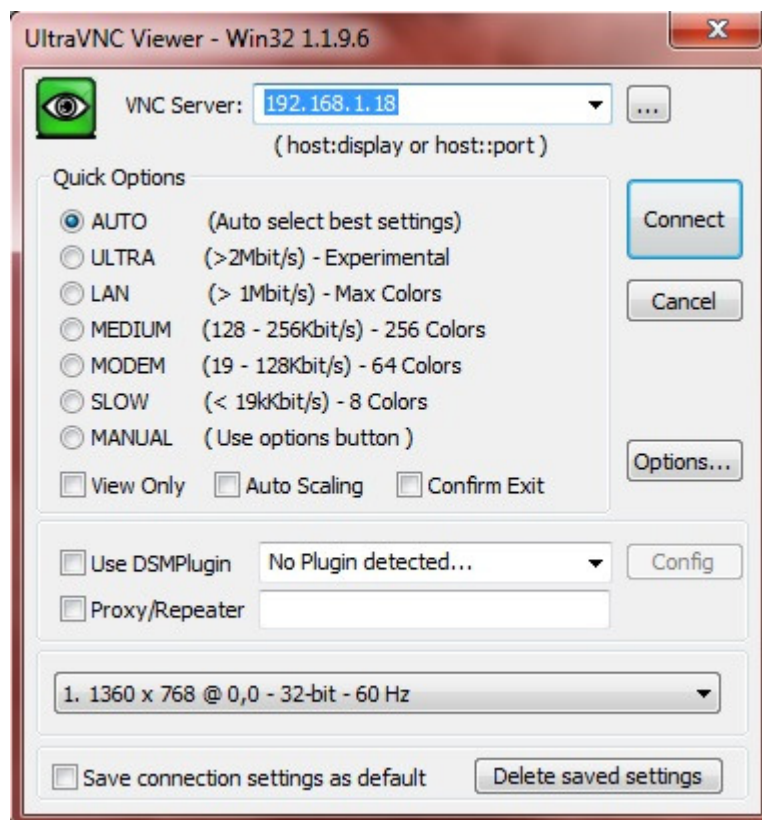 UltraVNC Viewer - Win32 1.1.9.6
x
VNC Server: 192.168.1.18 ...
( host:display or host::port )
Quick Options
AUTO (Auto select best settings)
Connect
ULTRA (>2Mbit/s) - Experimental
LAN (> 1Mbit/s) - Max Colors
Cancel
MEDIUM (128 - 256Kbit/s) - 256 Colors
MODEM (19 - 128Kbit/s) - 64 Colors
SLOW (< 19kKbit/s) - 8 Colors
MANUAL ( Use options button )
Options...
View Only Auto Scaling Confirm Exit
Use DSMPlugin No Plugin detected... Config
Proxy/Repeater
1. 1360 x 768 @ 0,0 - 32-bit - 60 Hz
Save connection settings as default Delete saved settings